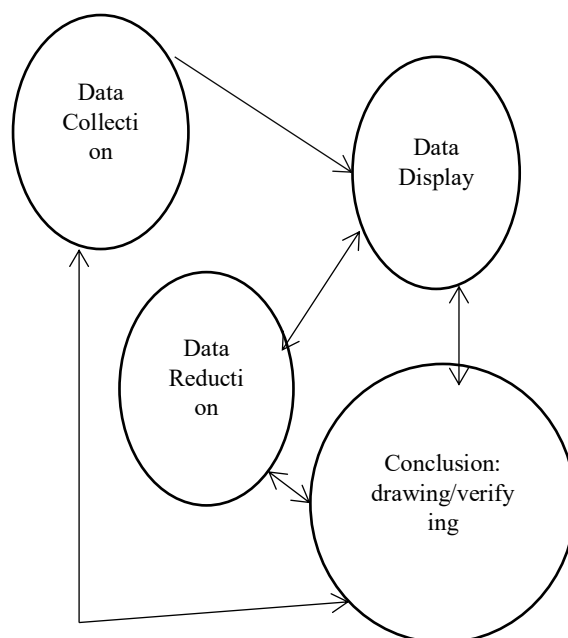 Data
Collecti
on
Data
Display
Data
Reducti
on
Conclusion:
drawing/verify
ing